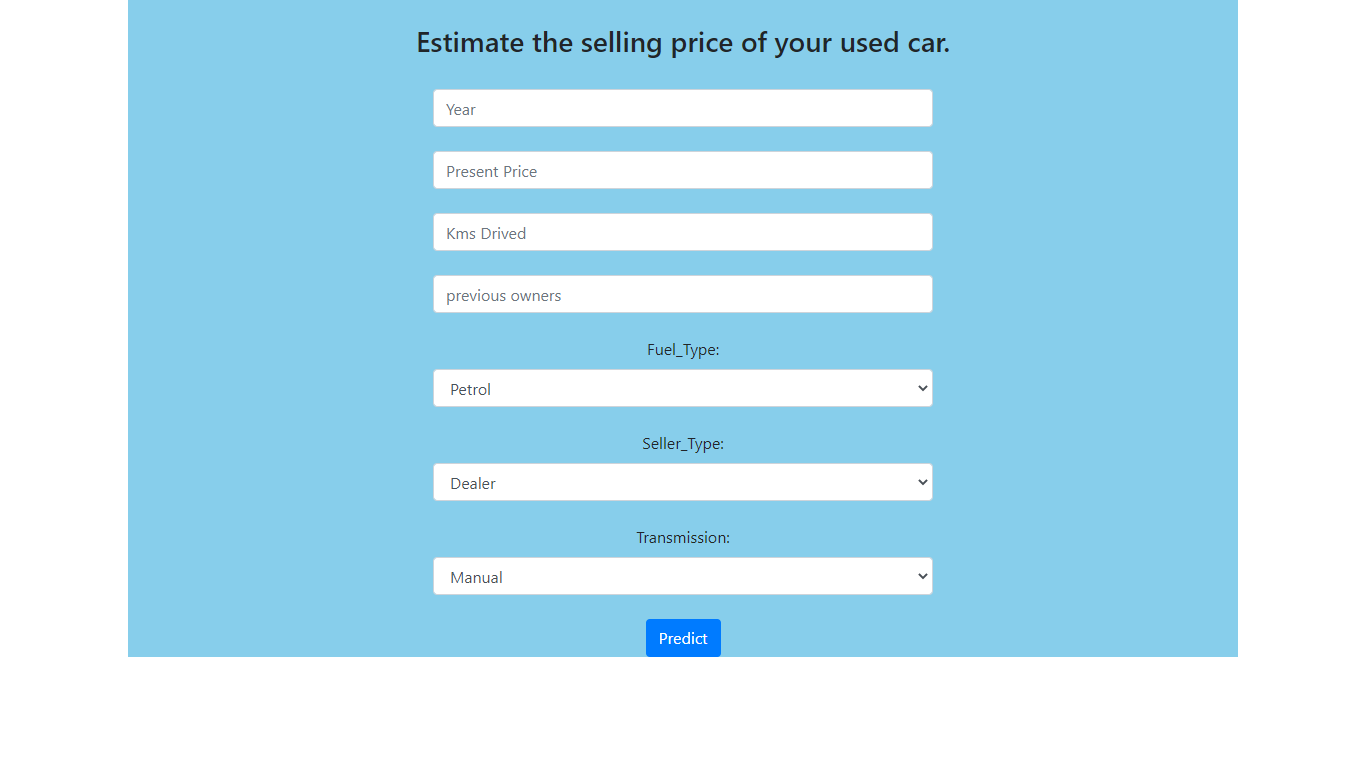 Estimate the selling price of your used car.
Year
Present Price
Kms Drived
previous owners
Fuel_Type:
Petrol
Seller_Type:
Dealer
Transmission:
Manual
Predict